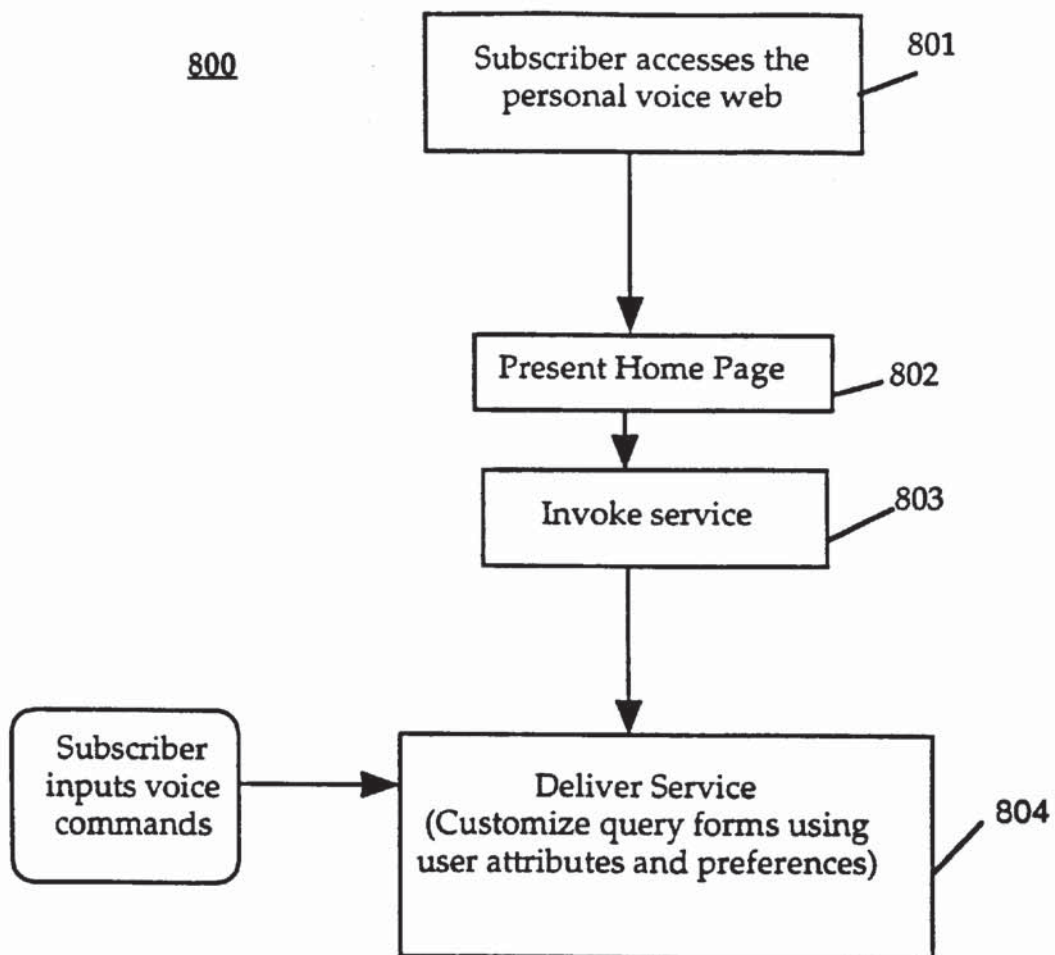 800
Subscriber accesses the
personal voice web
801
Present Home Page
802
Invoke service
803
Subscriber
inputs voice
commands
Deliver Service
(Customize query forms using
user attributes and preferences)
804